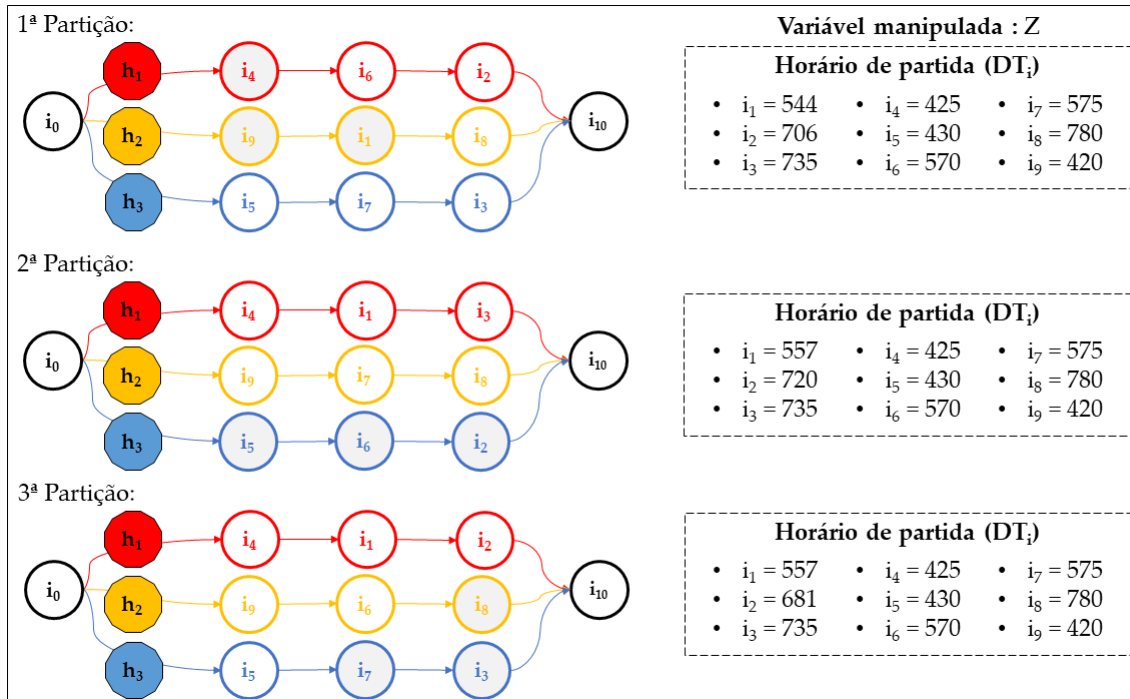 1ª Partição:
Variável manipulada : Z
Horário de partida (DTi)
h1 i4 i6 i2
i0 h2 i9 i1 i8 i10
h3 i5 i7 i3
• i1 = 544 • i4 = 425 • i7 = 575
• i2 = 706 • i5 = 430 • i8 = 780
• i3 = 735 • i6 = 570 • i9 = 420
2ª Partição:
h1 i4 i1 i3
i0 h2 i9 i7 i8 i10
h3 i5 i6 i2
Horário de partida (DTi)
• i1 = 557 • i4 = 425 • i7 = 575
• i2 = 720 • i5 = 430 • i8 = 780
• i3 = 735 • i6 = 570 • i9 = 420
3ª Partição:
h1 i4 i1 i2
i0 h2 i9 i6 i8 i10
h3 i5 i7 i3
Horário de partida (DTi)
• i1 = 557 • i4 = 425 • i7 = 575
• i2 = 681 • i5 = 430 • i8 = 780
• i3 = 735 • i6 = 570 • i9 = 420